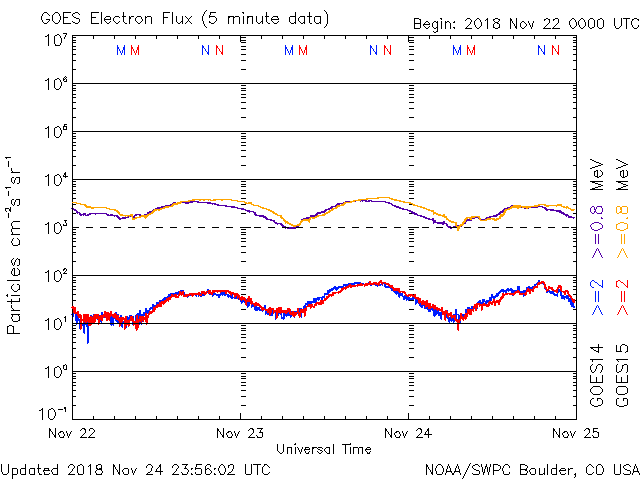 GOES Electron Flux (5 minute data)
Begin: 2018 Nov 22 0000 UTC
M M N N M M N N M M N N
10⁷
10⁶
10⁵
10⁴
10³
10²
10¹
10⁰
10⁻¹
Particles cm⁻²s⁻¹sr⁻¹
Nov 22 Nov 23 Nov 24 Nov 25
Universal Time
GOES14 >=2 >=0.8 MeV
GOES15 >=2 >=0.8 MeV
Updated 2018 Nov 24 23:56:02 UTC
NOAA/SWPC Boulder, CO USA